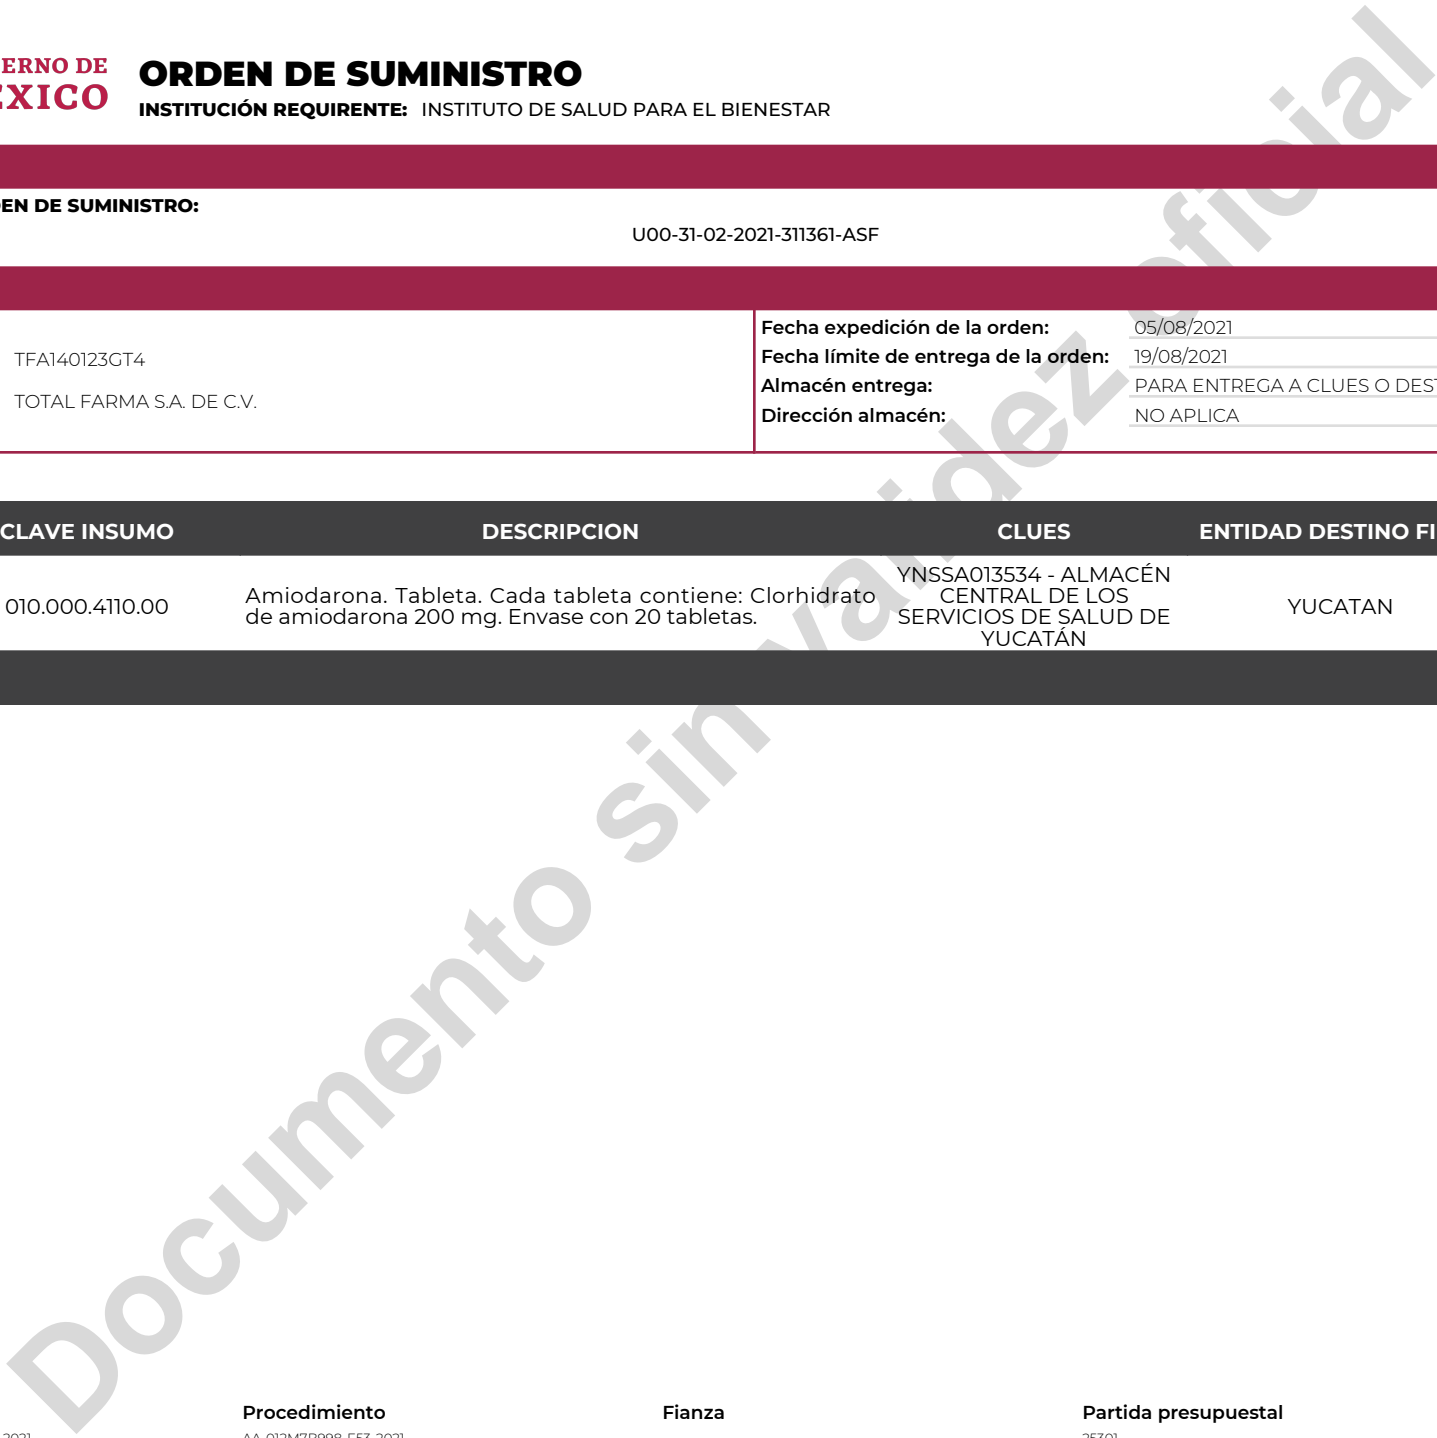 ERNO DE
ÉXICO
ORDEN DE SUMINISTRO
INSTITUCIÓN REQUIRENTE: INSTITUTO DE SALUD PARA EL BIENESTAR
EN DE SUMINISTRO:
U00-31-02-2021-311361-ASF
TFA140123GT4
TOTAL FARMA S.A. DE C.V.
Fecha expedición de la orden: 05/08/2021
Fecha límite de entrega de la orden: 19/08/2021
Almacén entrega: PARA ENTREGA A CLUES O DEST
Dirección almacén: NO APLICA
CLAVE INSUMO DESCRIPCION CLUES ENTIDAD DESTINO FI
010.000.4110.00
Amiodarona. Tableta. Cada tableta contiene: Clorhidrato
de amiodarona 200 mg. Envase con 20 tabletas.
YNSSA013534 - ALMACÉN
CENTRAL DE LOS
SERVICIOS DE SALUD DE
YUCATÁN
YUCATAN
Documento sin validez oficial
Procedimiento Fianza Partida presupuestal